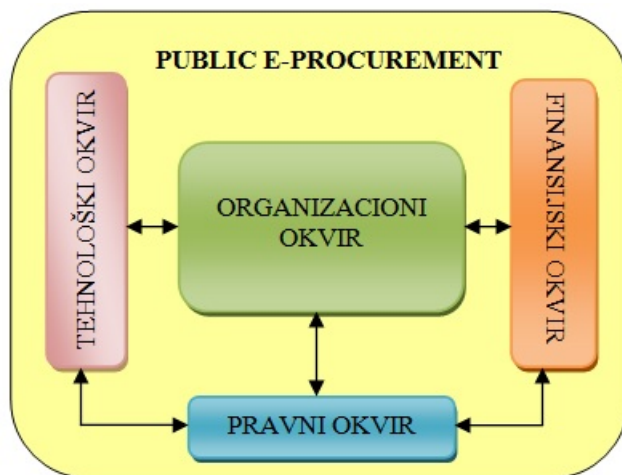 PUBLIC E-PROCUREMENT
TEHNOLOŠKI OKVIR
ORGANIZACIONI
OKVIR
FINANSIJSKI OKVIR
PRAVNI OKVIR